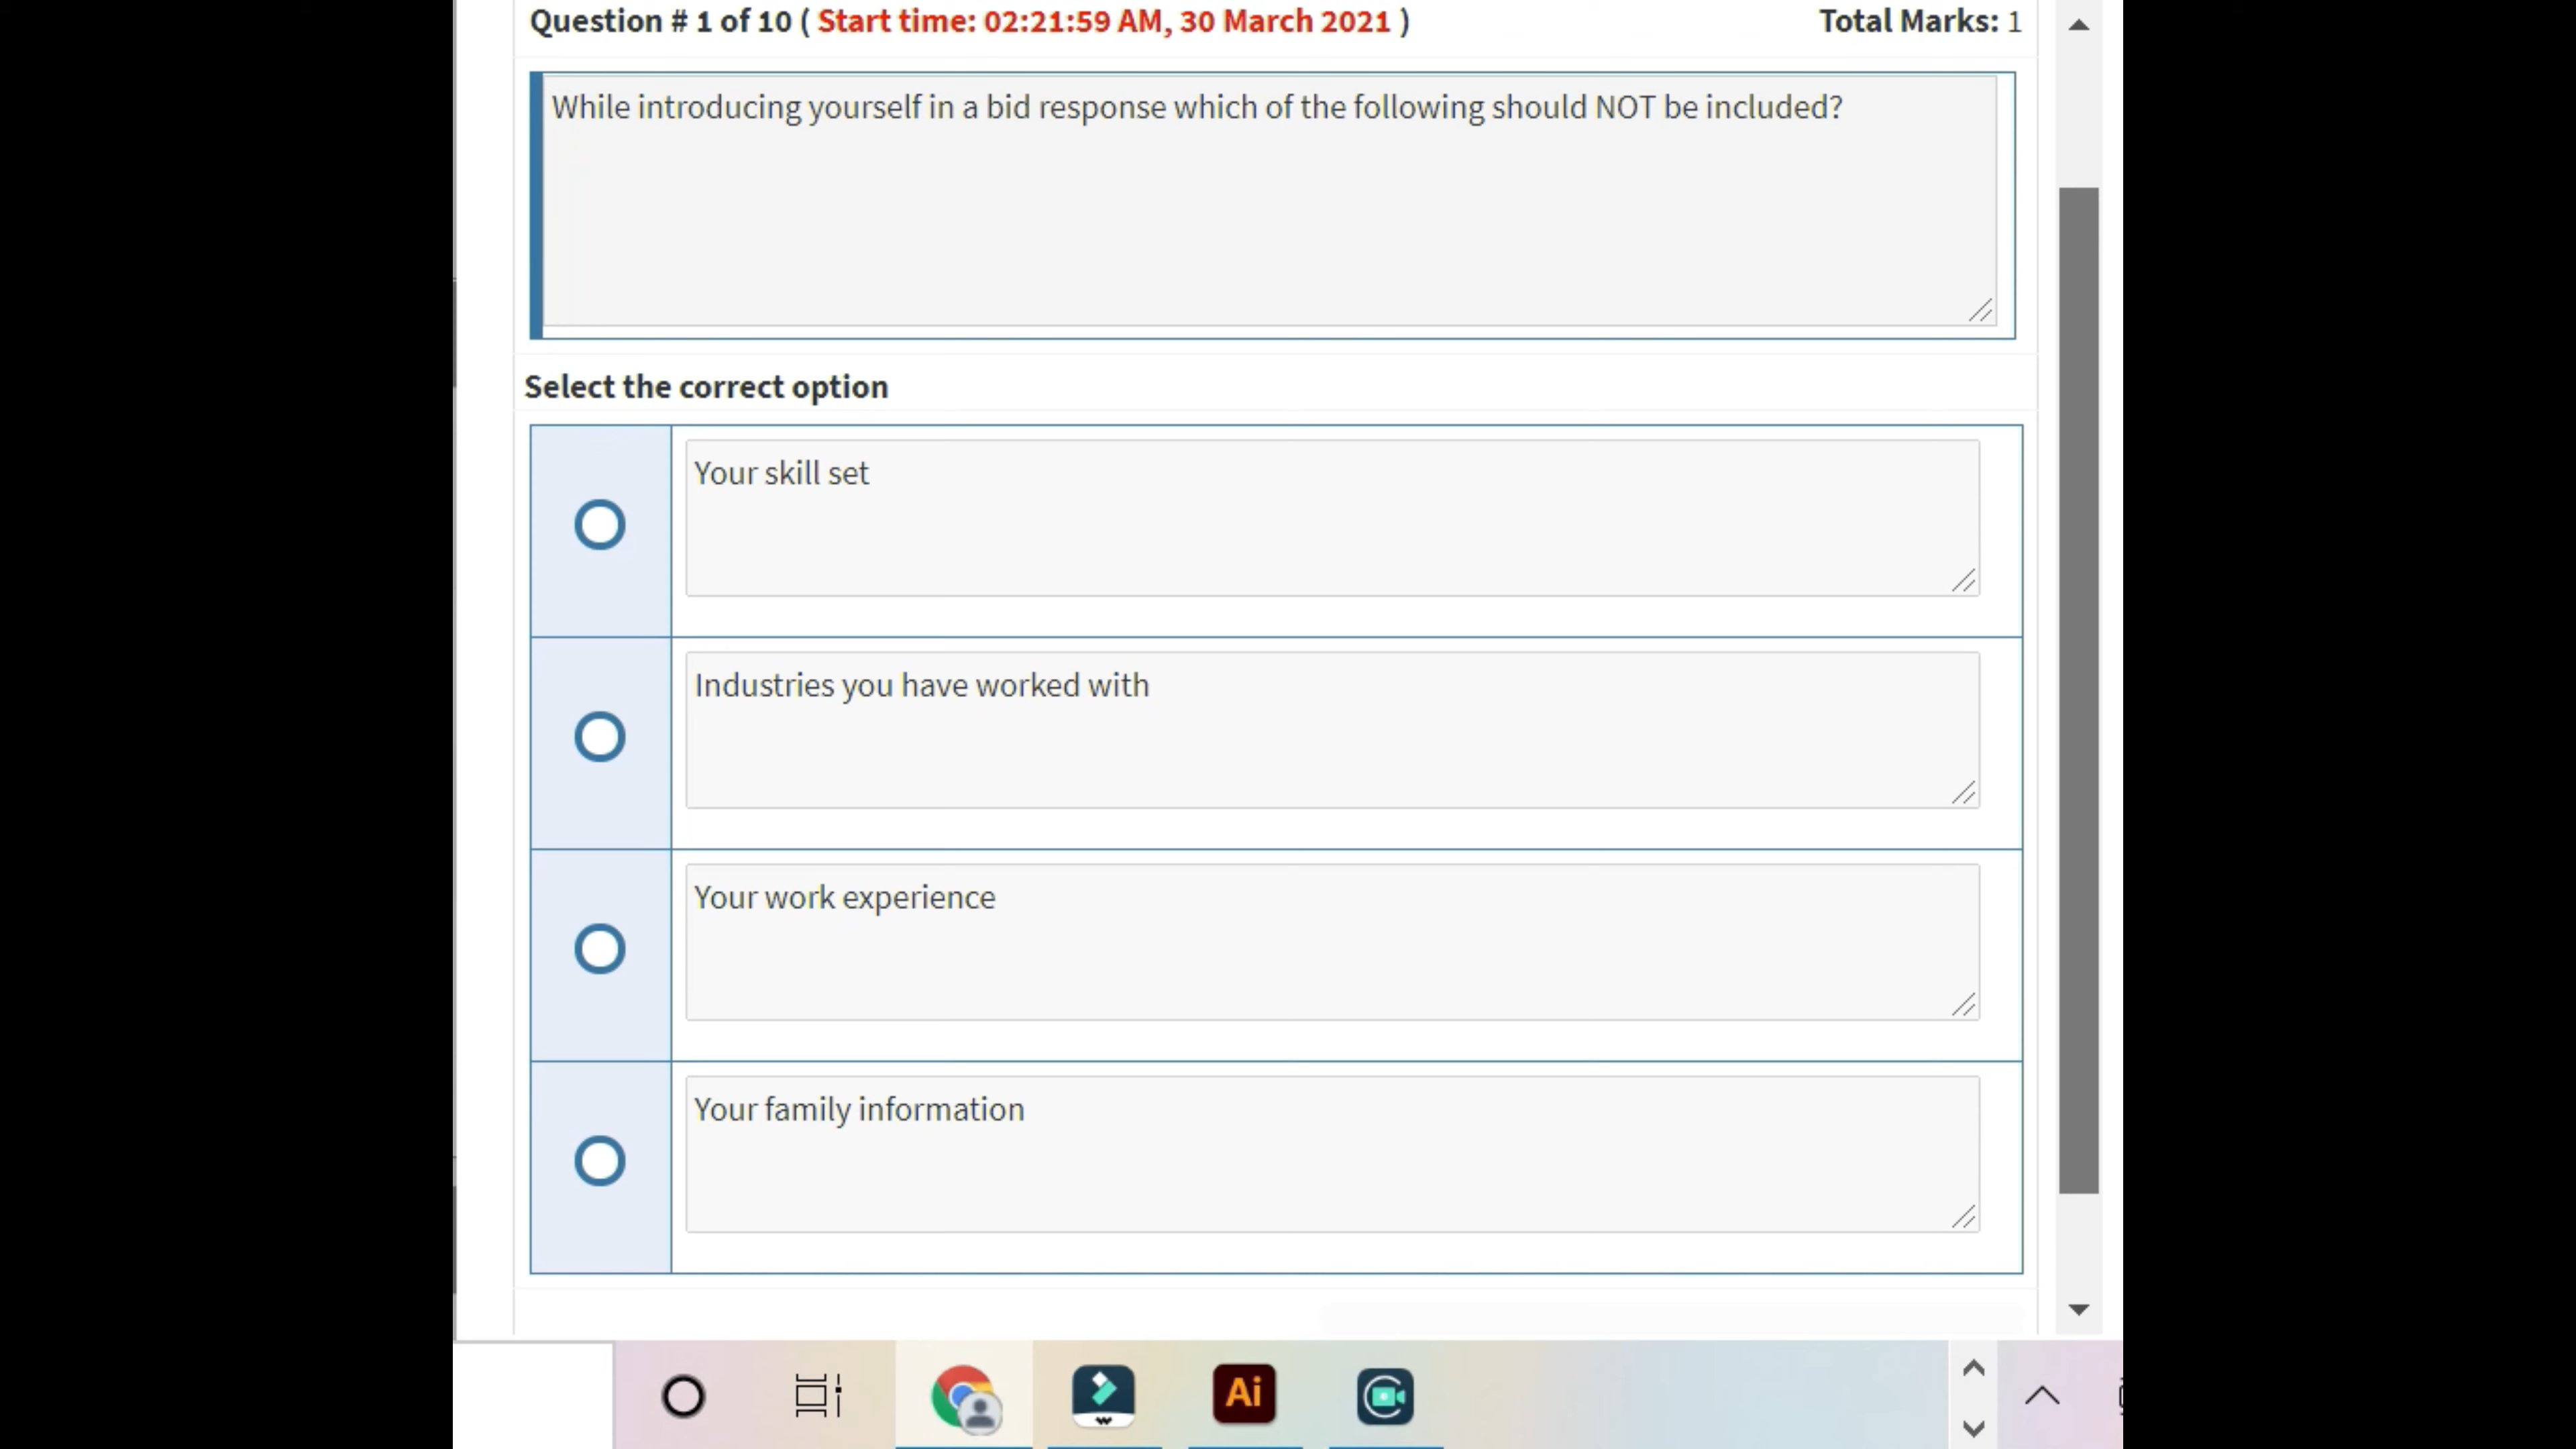 Question # 1 of 10 ( Start time: 02:21:59 AM, 30 March 2021 ) Total Marks: 1
While introducing yourself in a bid response which of the following should NOT be included?
Select the correct option
Your skill set
Industries you have worked with
Your work experience
Your family information
Ai